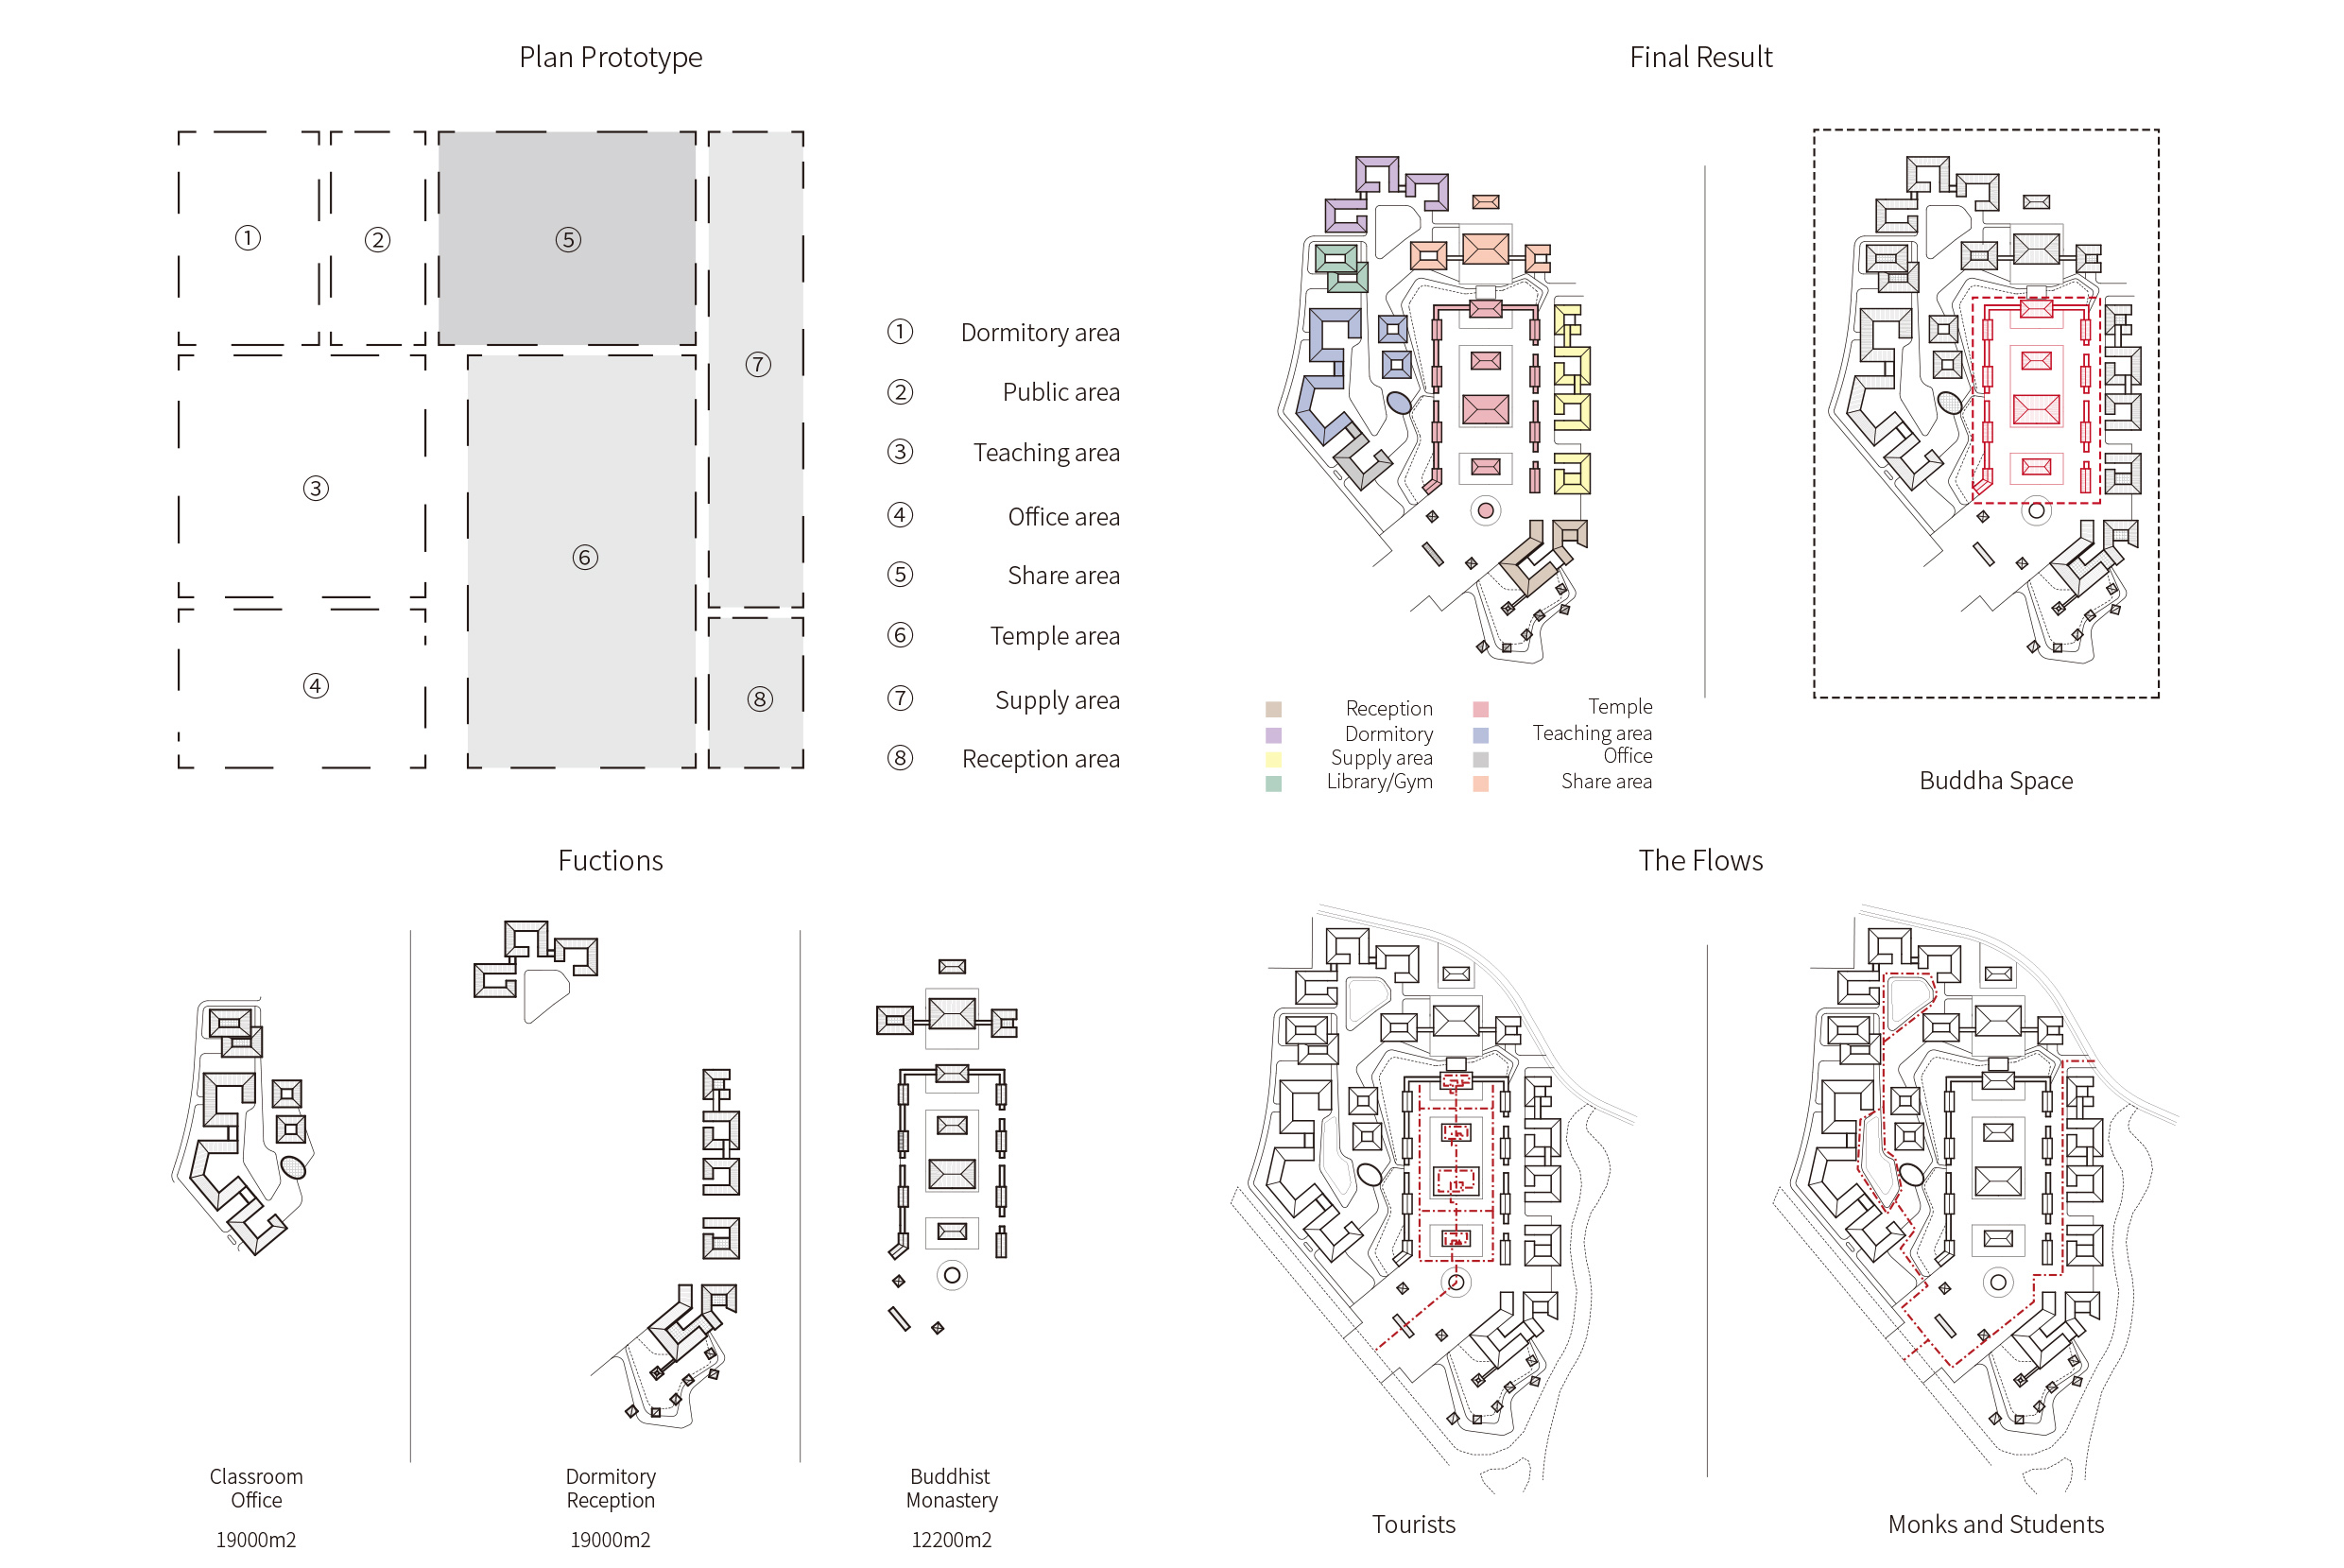 Plan Prototype
① ② ⑤ ⑦ ③ ⑥ ④ ⑧
① Dormitory area
② Public area
③ Teaching area
④ Office area
⑤ Share area
⑥ Temple area
⑦ Supply area
⑧ Reception area
Final Result
Reception
Dormitory
Supply area
Library/Gym
Temple
Teaching area
Office
Share area
Buddha Space
Fuctions
Classroom
Office
19000m2
Dormitory
Reception
19000m2
Buddhist
Monastery
12200m2
The Flows
Tourists
Monks and Students